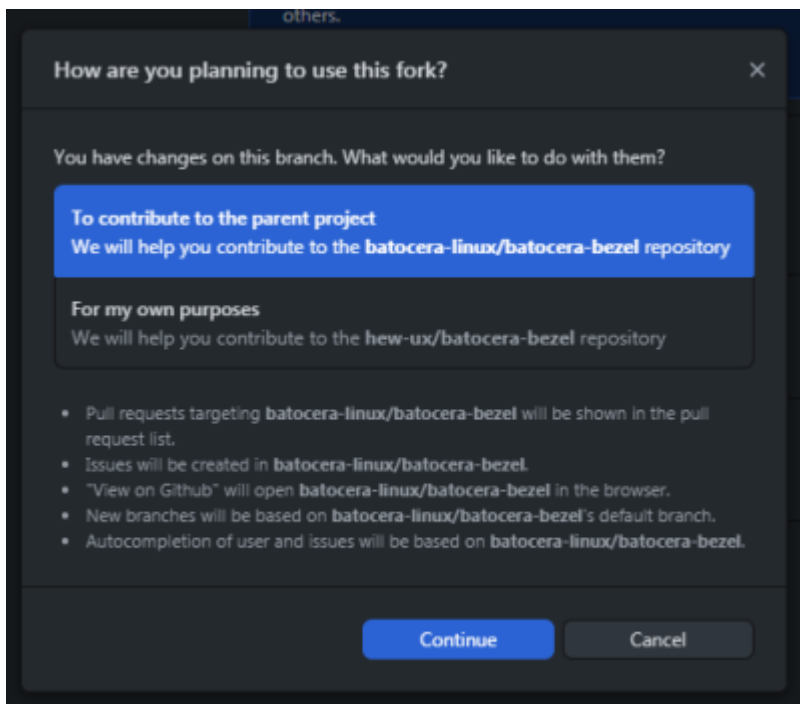 others.
How are you planning to use this fork?
You have changes on this branch. What would you like to do with them?
To contribute to the parent project
We will help you contribute to the batocera-linux/batocera-bezel repository
For my own purposes
We will help you contribute to the hew-ux/batocera-bezel repository
• Pull requests targeting batocera-linux/batocera-bezel will be shown in the pull
request list.
• Issues will be created in batocera-linux/batocera-bezel.
• "View on Github" will open batocera-linux/batocera-bezel in the browser.
• New branches will be based on batocera-linux/batocera-bezel's default branch.
• Autocompletion of user and issues will be based on batocera-linux/batocera-bezel.
Continue Cancel